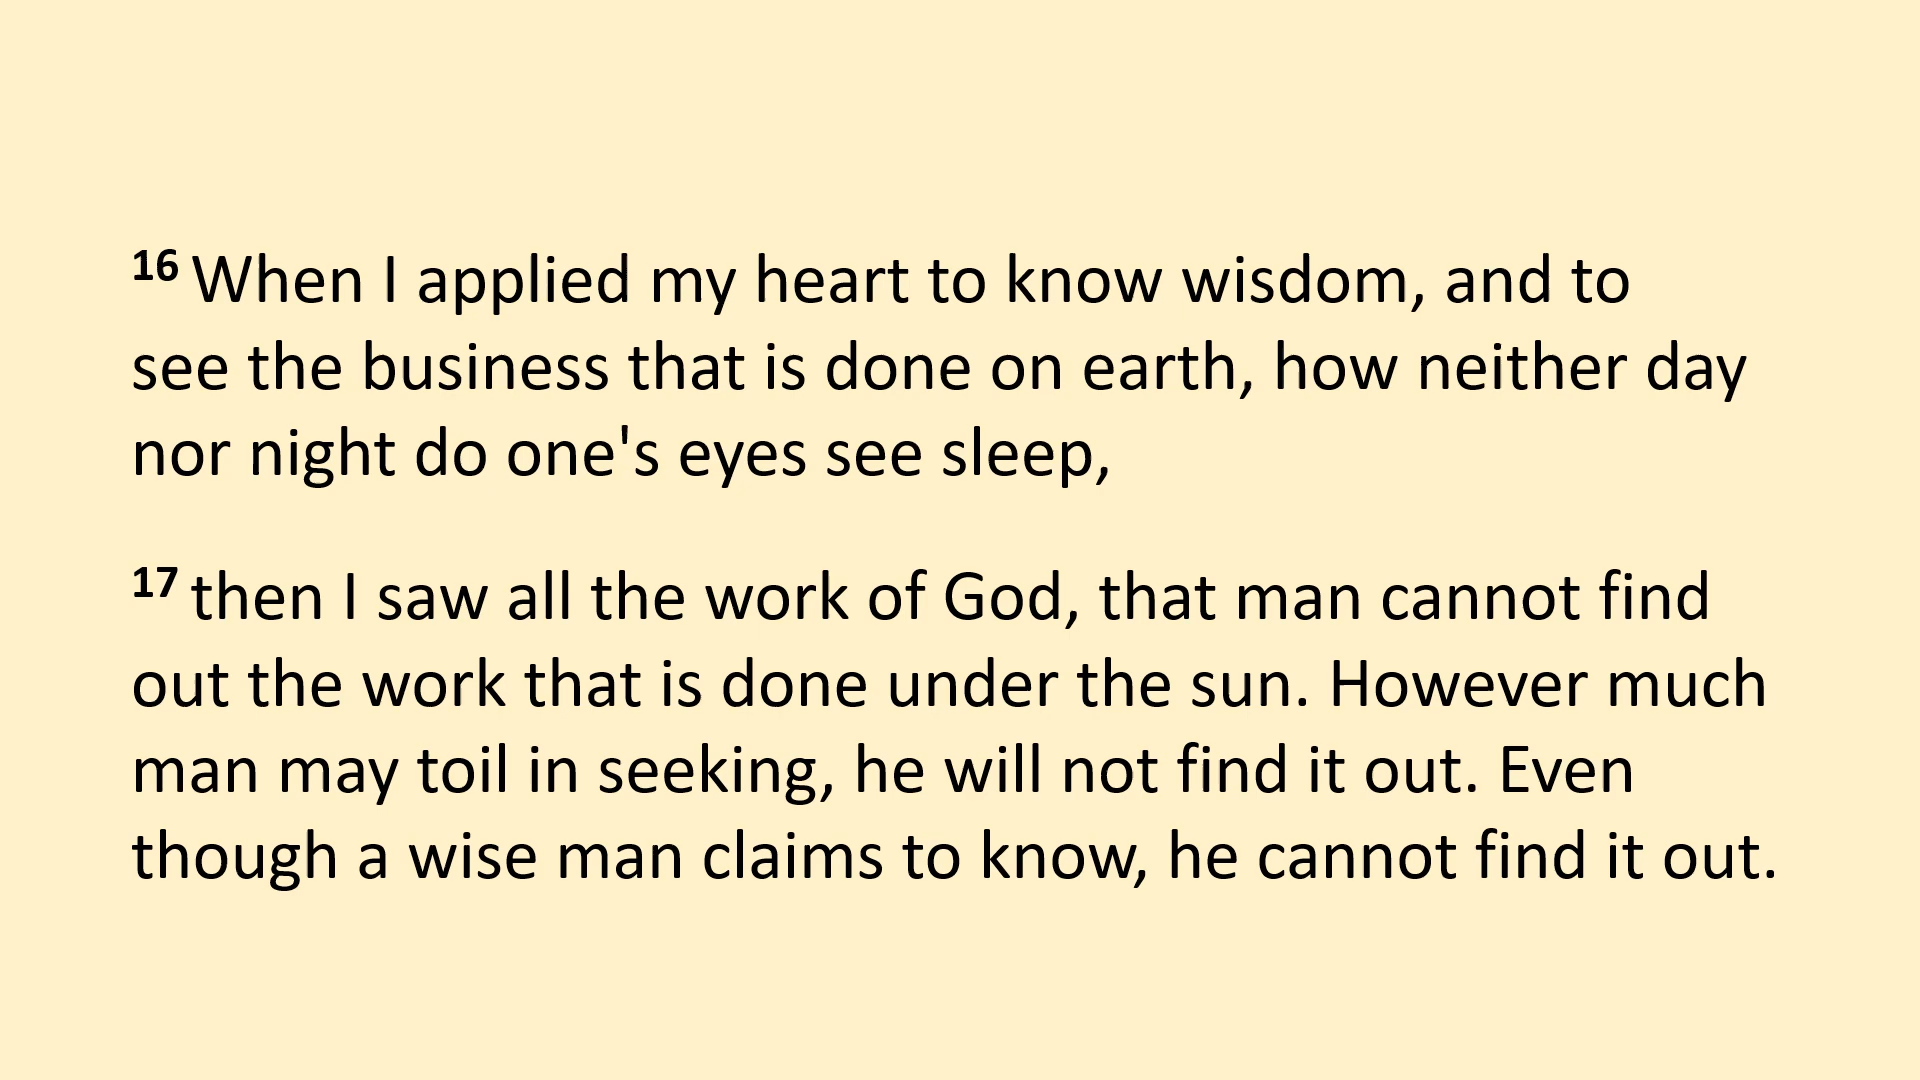 16 When I applied my heart to know wisdom, and to
see the business that is done on earth, how neither day
nor night do one's eyes see sleep,
17 then I saw all the work of God, that man cannot find
out the work that is done under the sun. However much
man may toil in seeking, he will not find it out. Even
though a wise man claims to know, he cannot find it out.